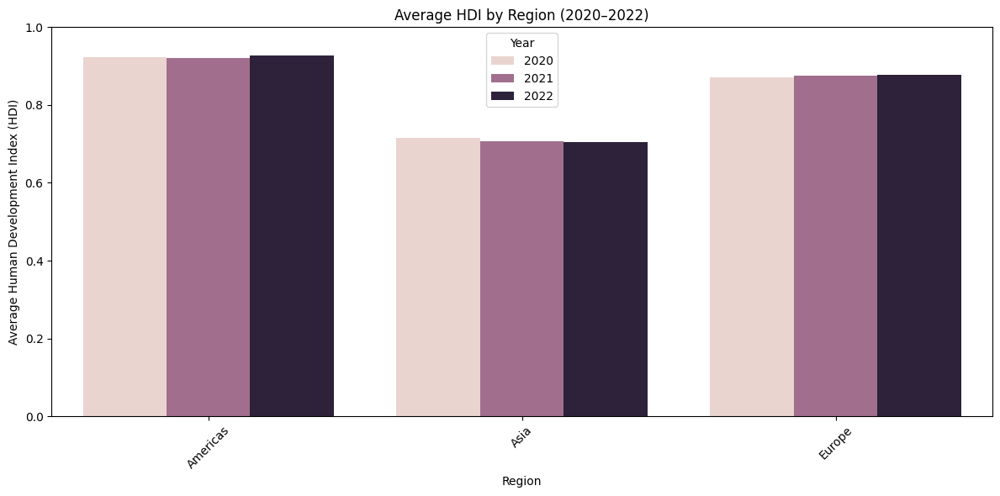 Average HDI by Region (2020–2022)
Year
2020
2021
2022
Average Human Development Index (HDI)
1.0
0.8
0.6
0.4
0.2
0.0
Americas
Asia
Europe
Region